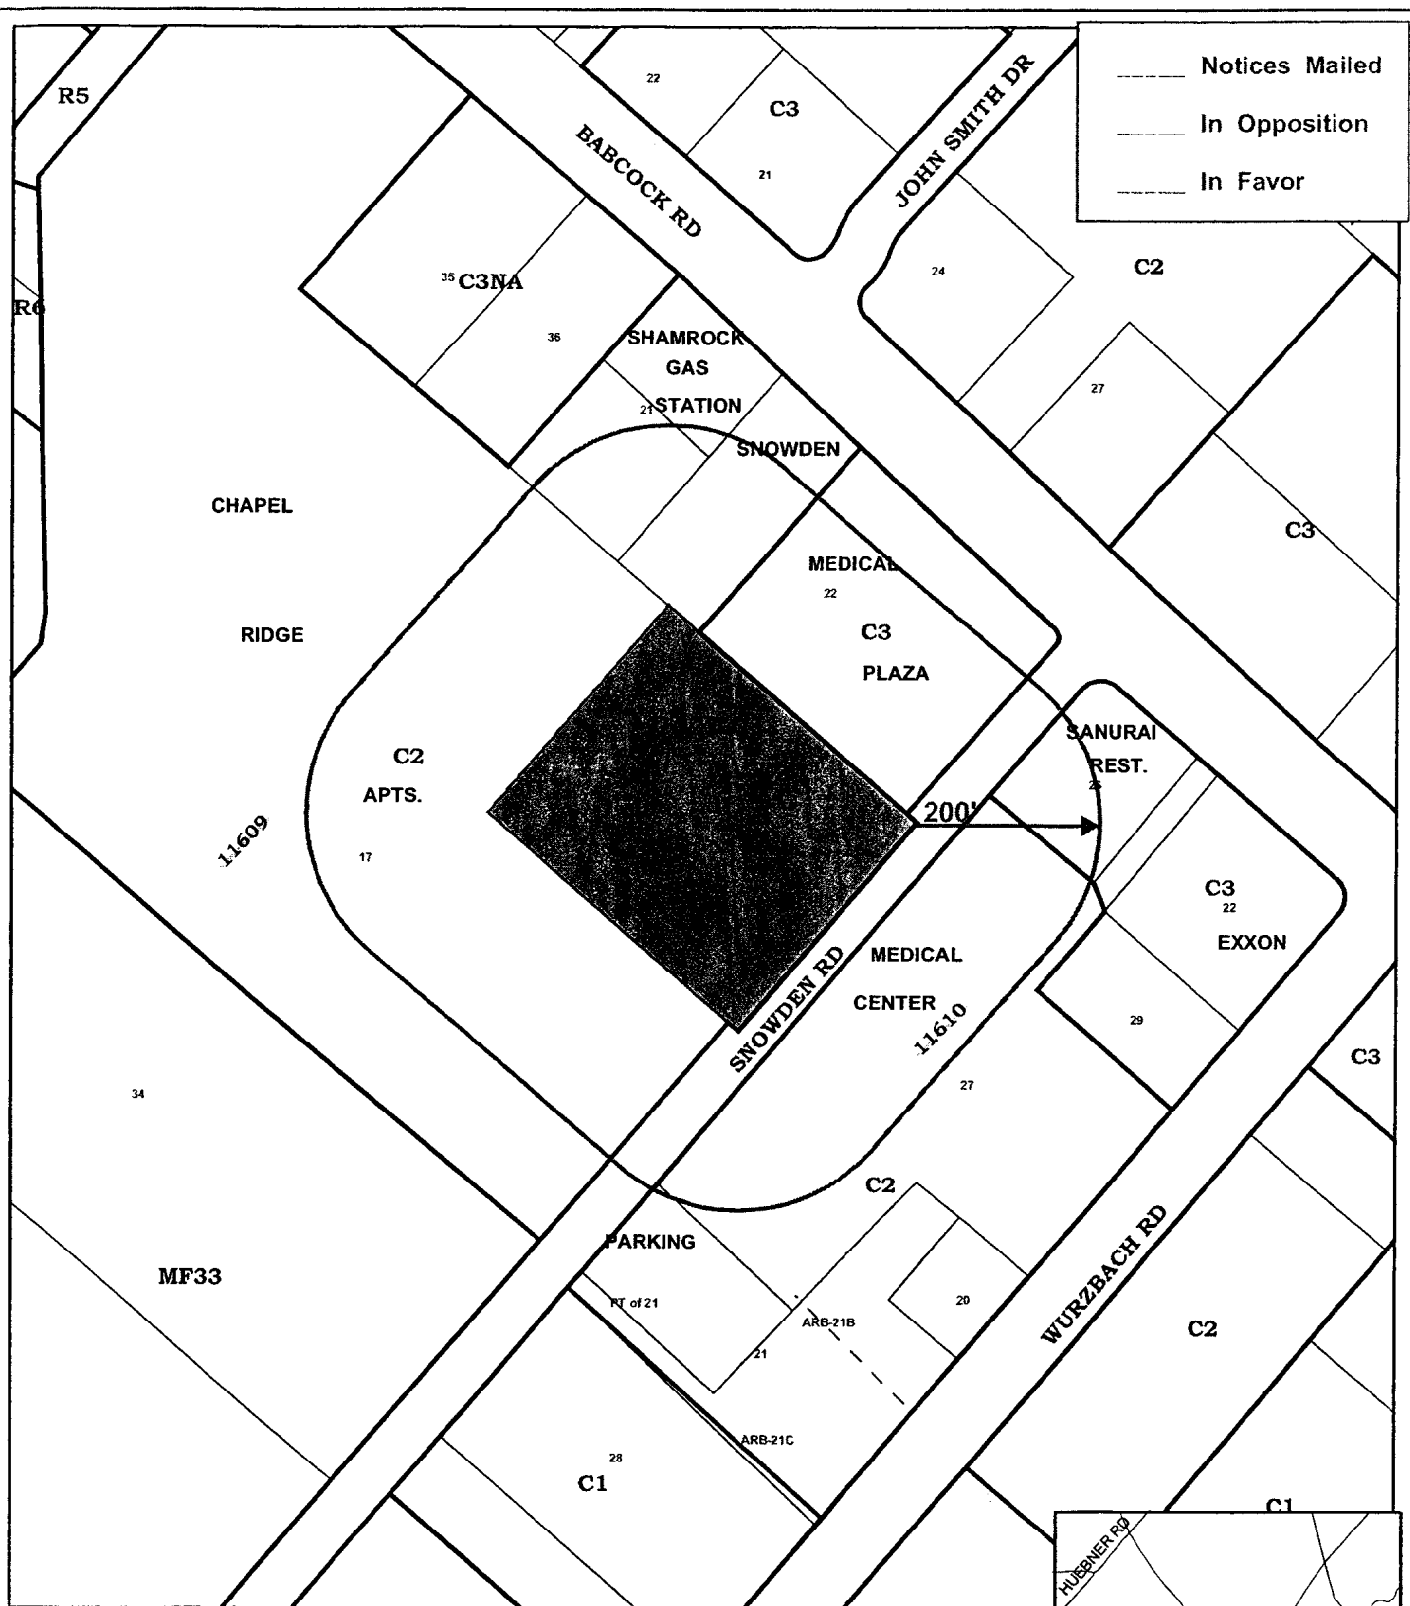 Notices Mailed
In Opposition
In Favor
R5
22
C3
21
BABCOCK RD
JOHN SMITH DR
24
C2
27
R6
35 C3NA
36
SHAMROCK
GAS
21 STATION
SNOWDEN
CHAPEL
RIDGE
MEDICAL
22
C3
PLAZA
C3
C2
APTS.
17
11609
SANURAI
REST.
200'
C3
22
EXXON
MEDICAL
CENTER
SNOWDEN RD
11610
29
27
C3
34
MF33
C2
PARKING
PT of 21
ARB-21B
20
21
ARB-21C
WURZBACH RD
C2
28
C1
C1
HUEBNER RD